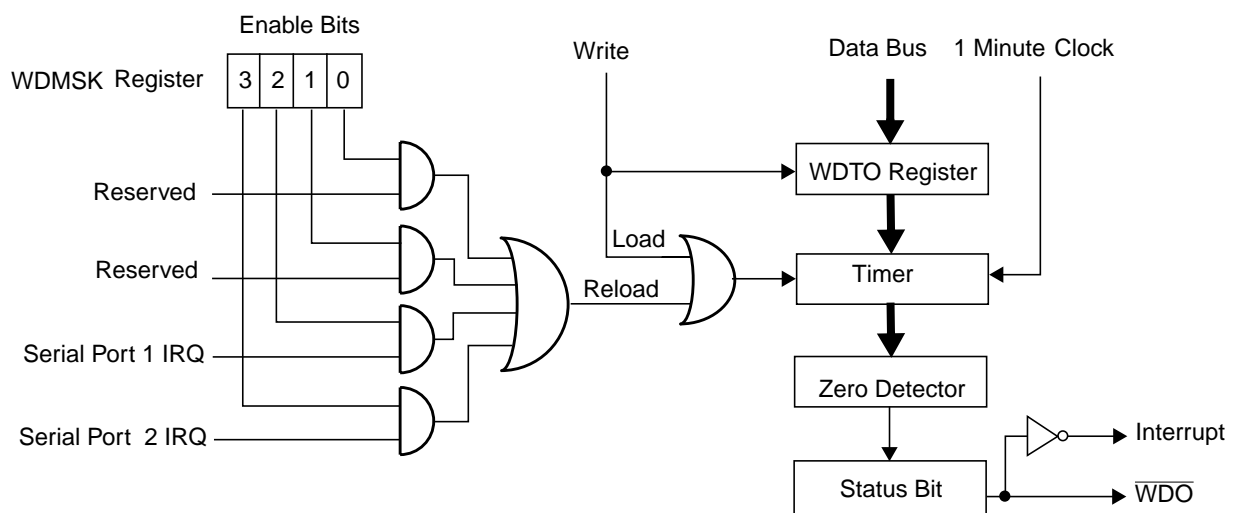 Enable Bits
WDMSK Register
3 2 1 0
Write
Data Bus
1 Minute Clock
WDTO Register
Reserved
Load
Reserved
Timer
Reload
Serial Port 1 IRQ
Zero Detector
Serial Port 2 IRQ
Interrupt
Status Bit
WDO